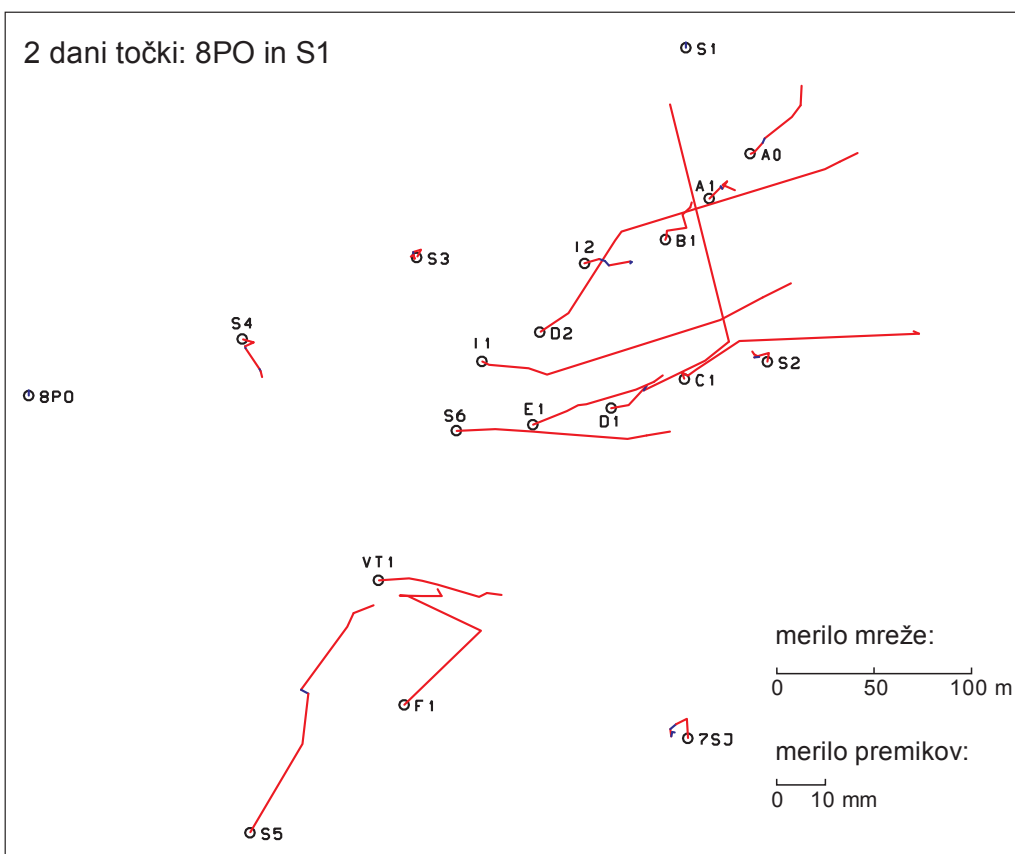 2 dani točki: 8PO in S1
S1
A0
A1
B1
I2
S3
S4
D2
I1
S2
C1
8PO
S6
E1
D1
VT1
merilo mreže:
0 50 100 m
F1
7SJ
merilo premikov:
0 10 mm
S5